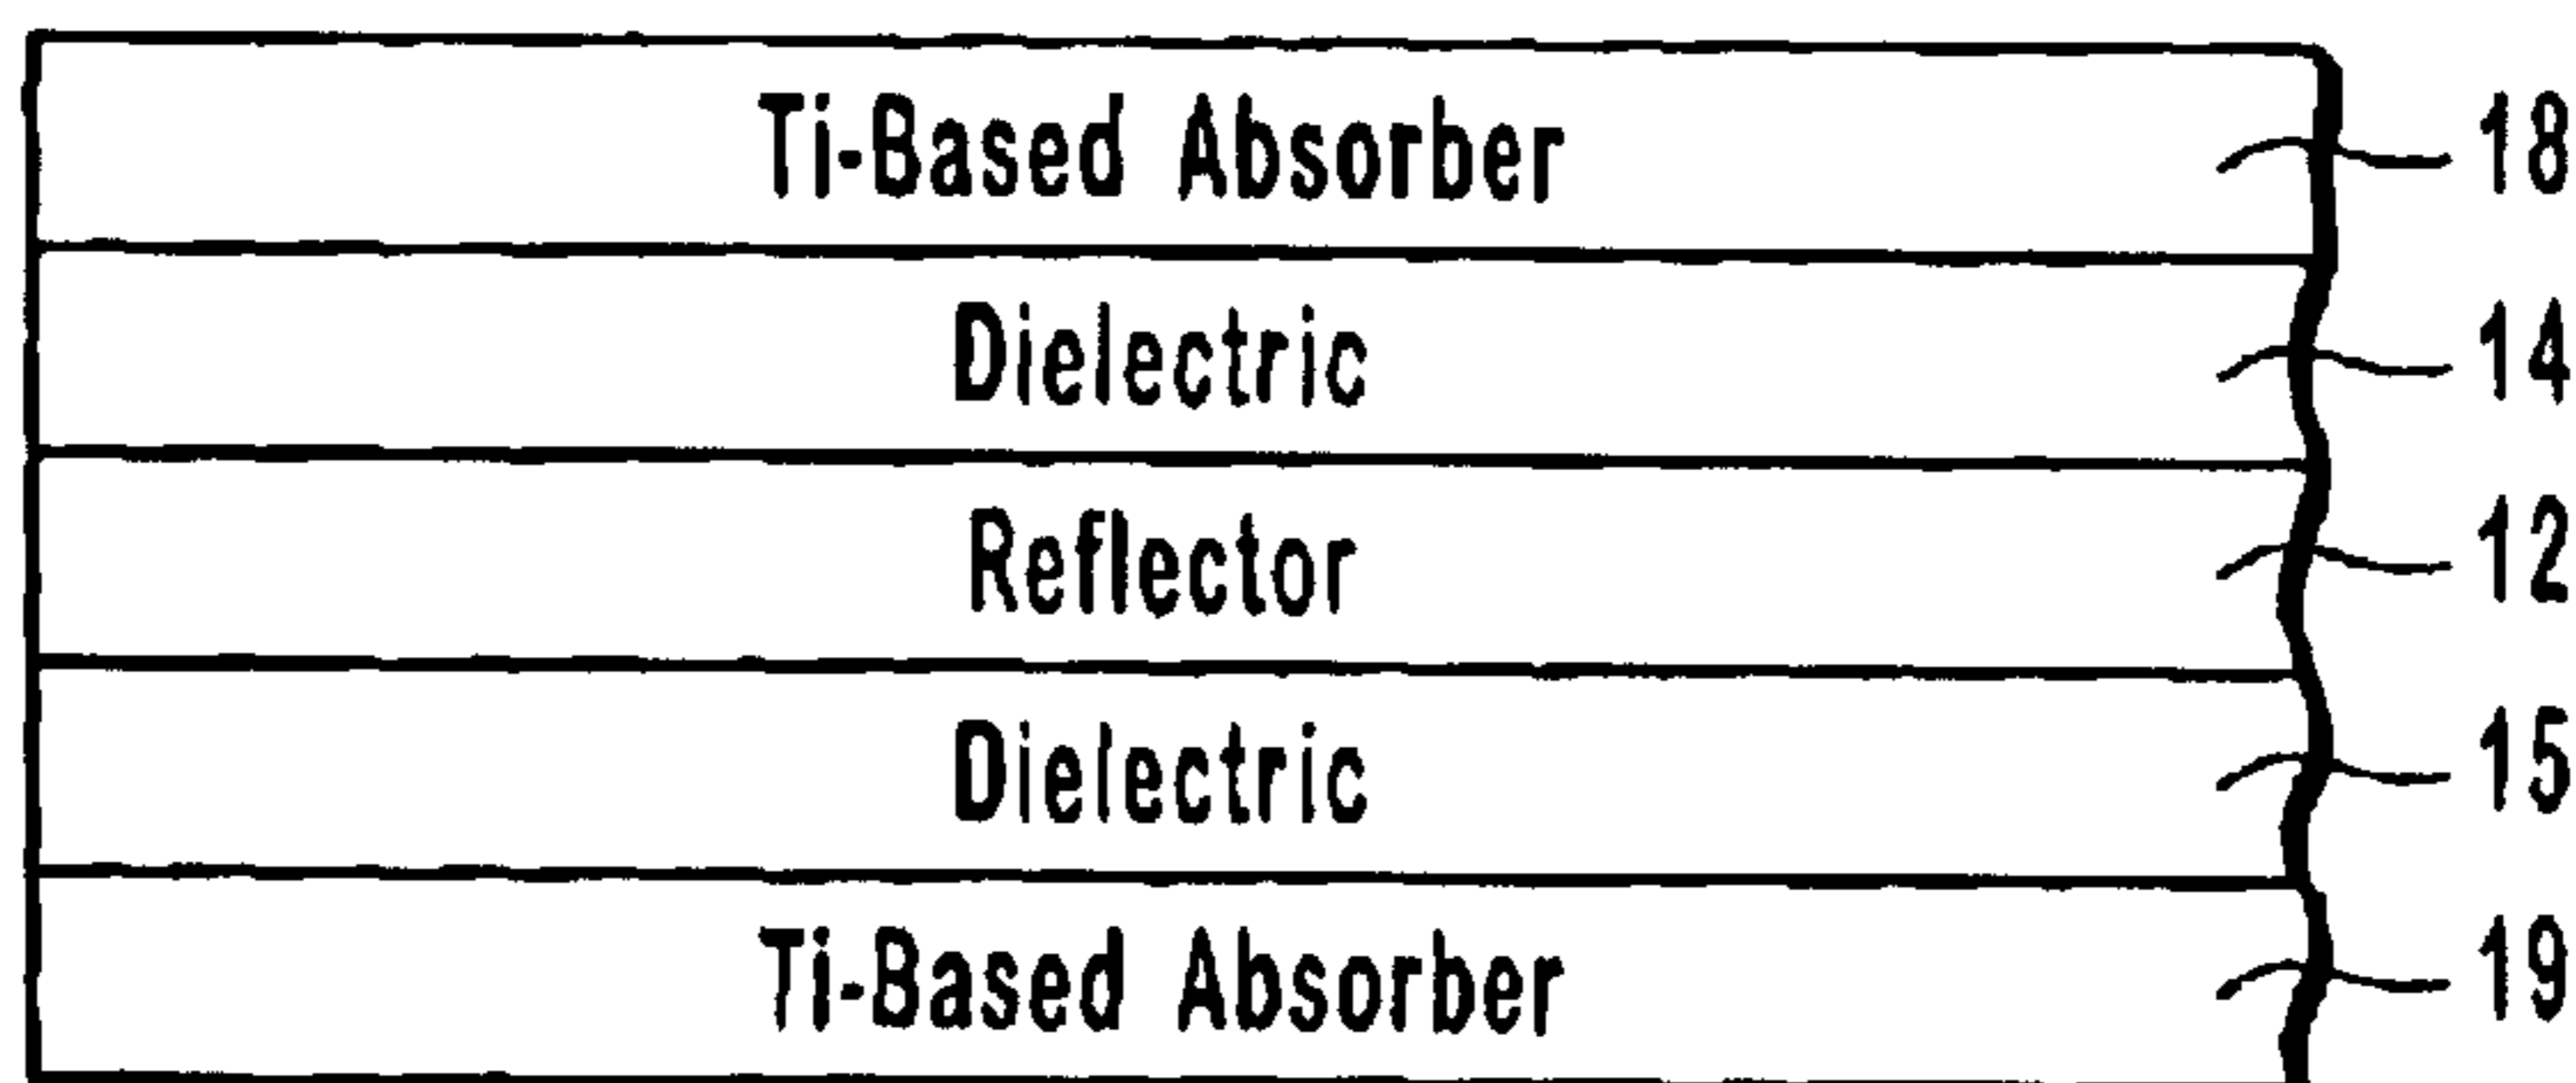 Ti-Based Absorber 18
Dielectric 14
Reflector 12
Dielectric 15
Ti-Based Absorber 19